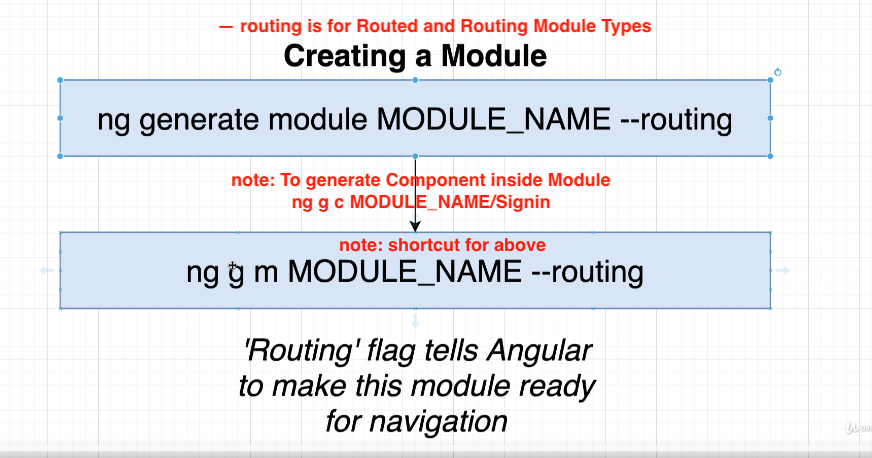 — routing is for Routed and Routing Module Types
Creating a Module
ng generate module MODULE_NAME --routing
note: To generate Component inside Module
ng g c MODULE_NAME/Signin
note: shortcut for above
ng g m MODULE_NAME --routing
'Routing' flag tells Angular
to make this module ready
for navigation